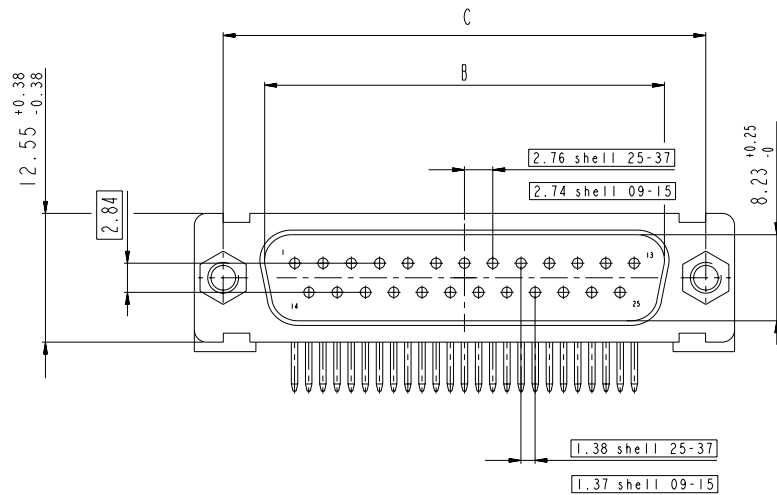 C
B
12.55 +0.38 -0.38
2.76 shell 25-37
2.74 shell 09-15
8.23 +0.25 -0
2.84
1
13
14
25
1.38 shell 25-37
1.37 shell 09-15